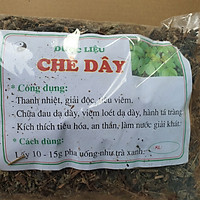 DƯỢC LIỆU
CHÈ DÂY
* Công dụng:
- Thanh nhiệt, giải độc, tiêu viêm.
- Chữa đau dạ dày, viêm loét dạ dày, hành tá tràng
- Kích thích tiêu hóa, an thần, làm nước giải khát.
* Cách dùng:
Lấy 10 - 15g pha uống như trà xanh.